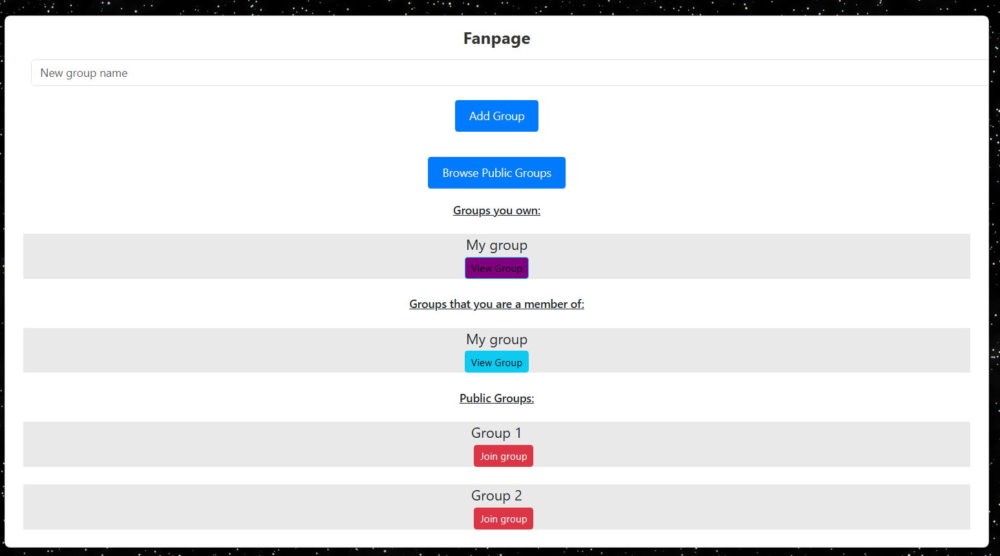 Fanpage
New group name
Add Group
Browse Public Groups
Groups you own:
My group
View Group
Groups that you are a member of:
My group
View Group
Public Groups:
Group 1
Join group
Group 2
Join group